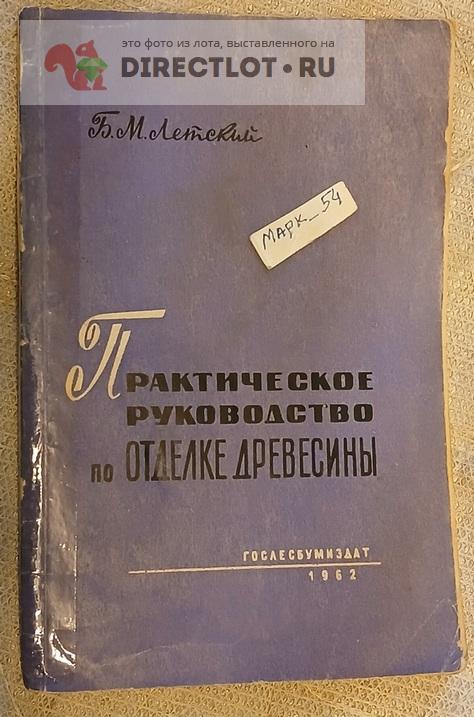 это фото из лота, выставленного на
DIRECTLOT.RU
Б.М.Летский
МАРК_54
ПРАКТИЧЕСКОЕ
РУКОВОДСТВО
по ОТДЕЛКЕ ДРЕВЕСИНЫ
ГОСЛЕСБУМИЗДАТ
1962